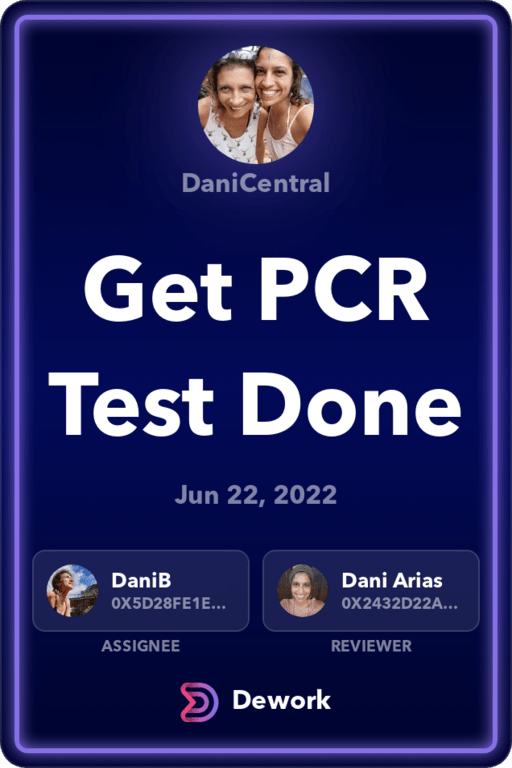 DaniCentral
Get PCR
Test Done
Jun 22, 2022
DaniB
0X5D28FE1E...
Dani Arias
0X2432D22A...
ASSIGNEE
REVIEWER
Dework